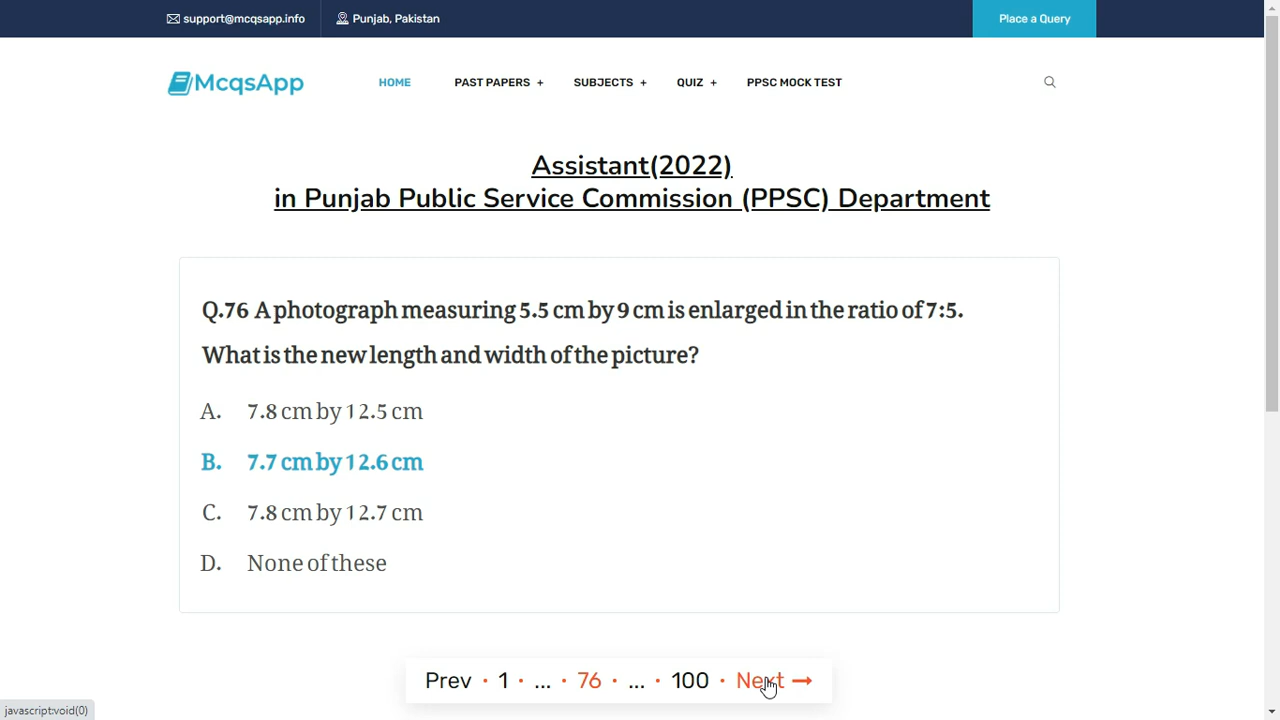 support@mcqsapp.info Punjab, Pakistan Place a Query
McqsApp HOME PAST PAPERS + SUBJECTS + QUIZ + PPSC MOCK TEST
Assistant(2022)
in Punjab Public Service Commission (PPSC) Department
Q.76 A photograph measuring 5.5 cm by 9 cm is enlarged in the ratio of 7:5.
What is the new length and width of the picture?
A. 7.8 cm by 12.5 cm
B. 7.7 cm by 12.6 cm
C. 7.8 cm by 12.7 cm
D. None of these
Prev • 1 • ... • 76 • ... • 100 • Next →
javascript:void(0)